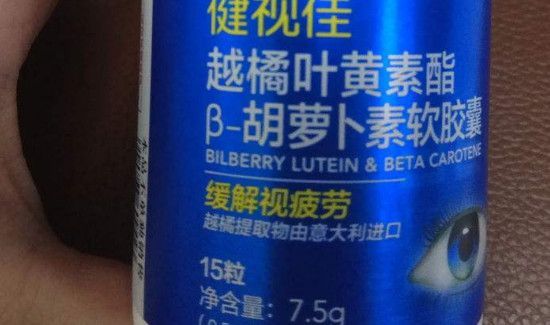 健视佳
越橘叶黄素酯
β-胡萝卜素软胶囊
BILBERRY LUTEIN & BETA CAROTENE
缓解视疲劳
越橘提取物由意大利进口
15粒
净含量：7.5g